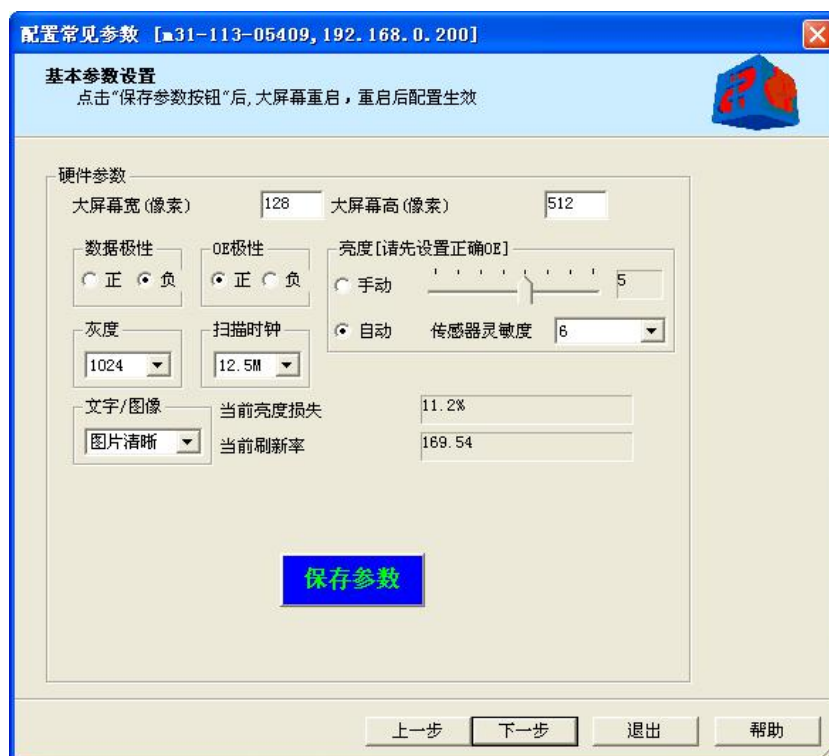 配置常见参数 [m31-113-05409,192.168.0.200]
基本参数设置
点击"保存参数按钮"后,大屏幕重启，重启后配置生效
硬件参数
大屏幕宽(像素) 128 大屏幕高(像素) 512
数据极性 OE极性 亮度[请先设置正确OE]
正 负 正 负 手动 5
自动 传感器灵敏度 6
灰度 扫描时钟
1024 12.5M
文字/图像 当前亮度损失 11.2%
图片清晰 当前刷新率 169.54
保存参数
上一步 下一步 退出 帮助